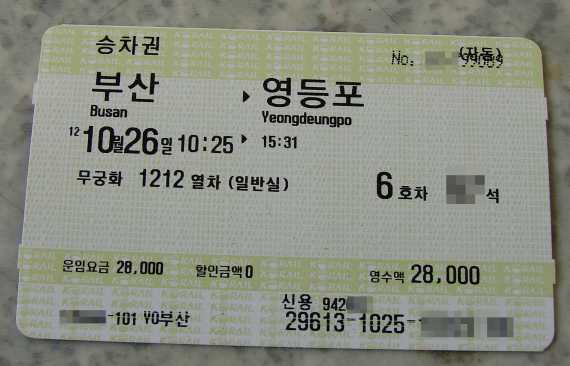 승차권
No. 99089 (자동)
부산 ▶ 영등포
Busan Yeongdeungpo
12 10월 26일 10:25 ▶ 15:31
무궁화 1212 열차 (일반실) 6 호차 석
운임요금 28,000 할인금액 0 영수액 28,000
신용 942
-101 YO부산 29613-1025-